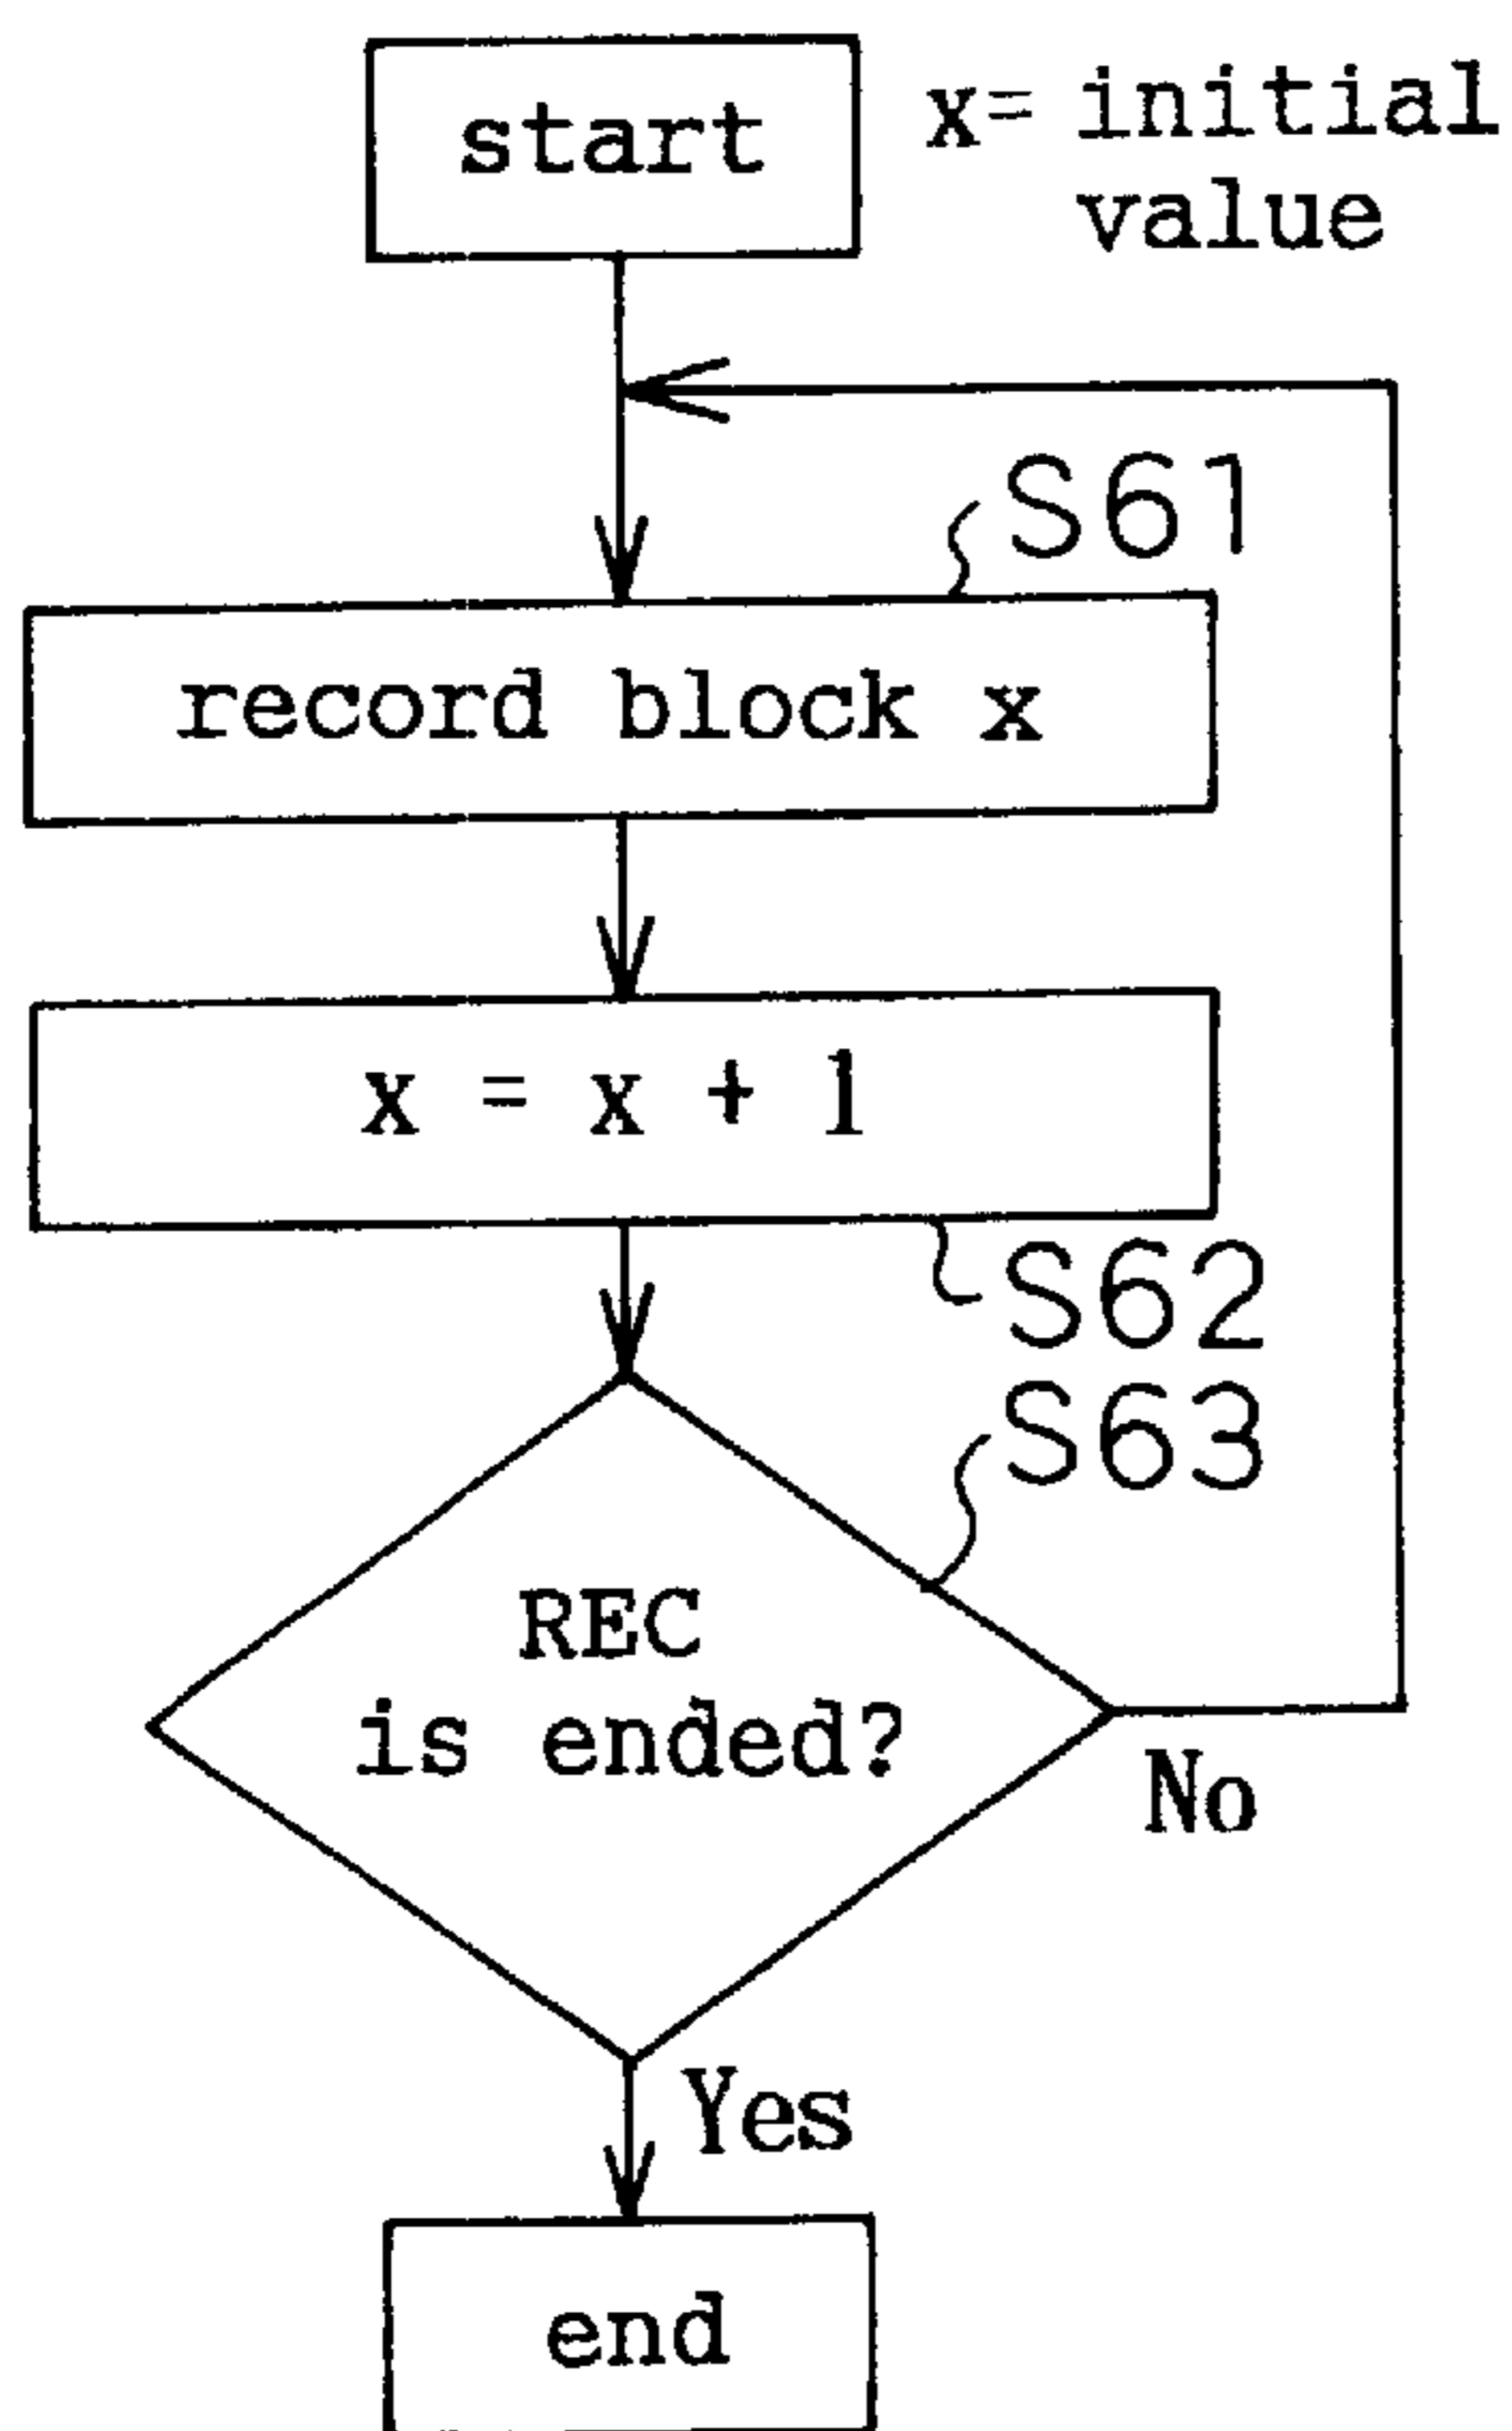 start
x= initial
value
S61
record block x
x = x + 1
S62
S63
REC
is ended?
No
Yes
end